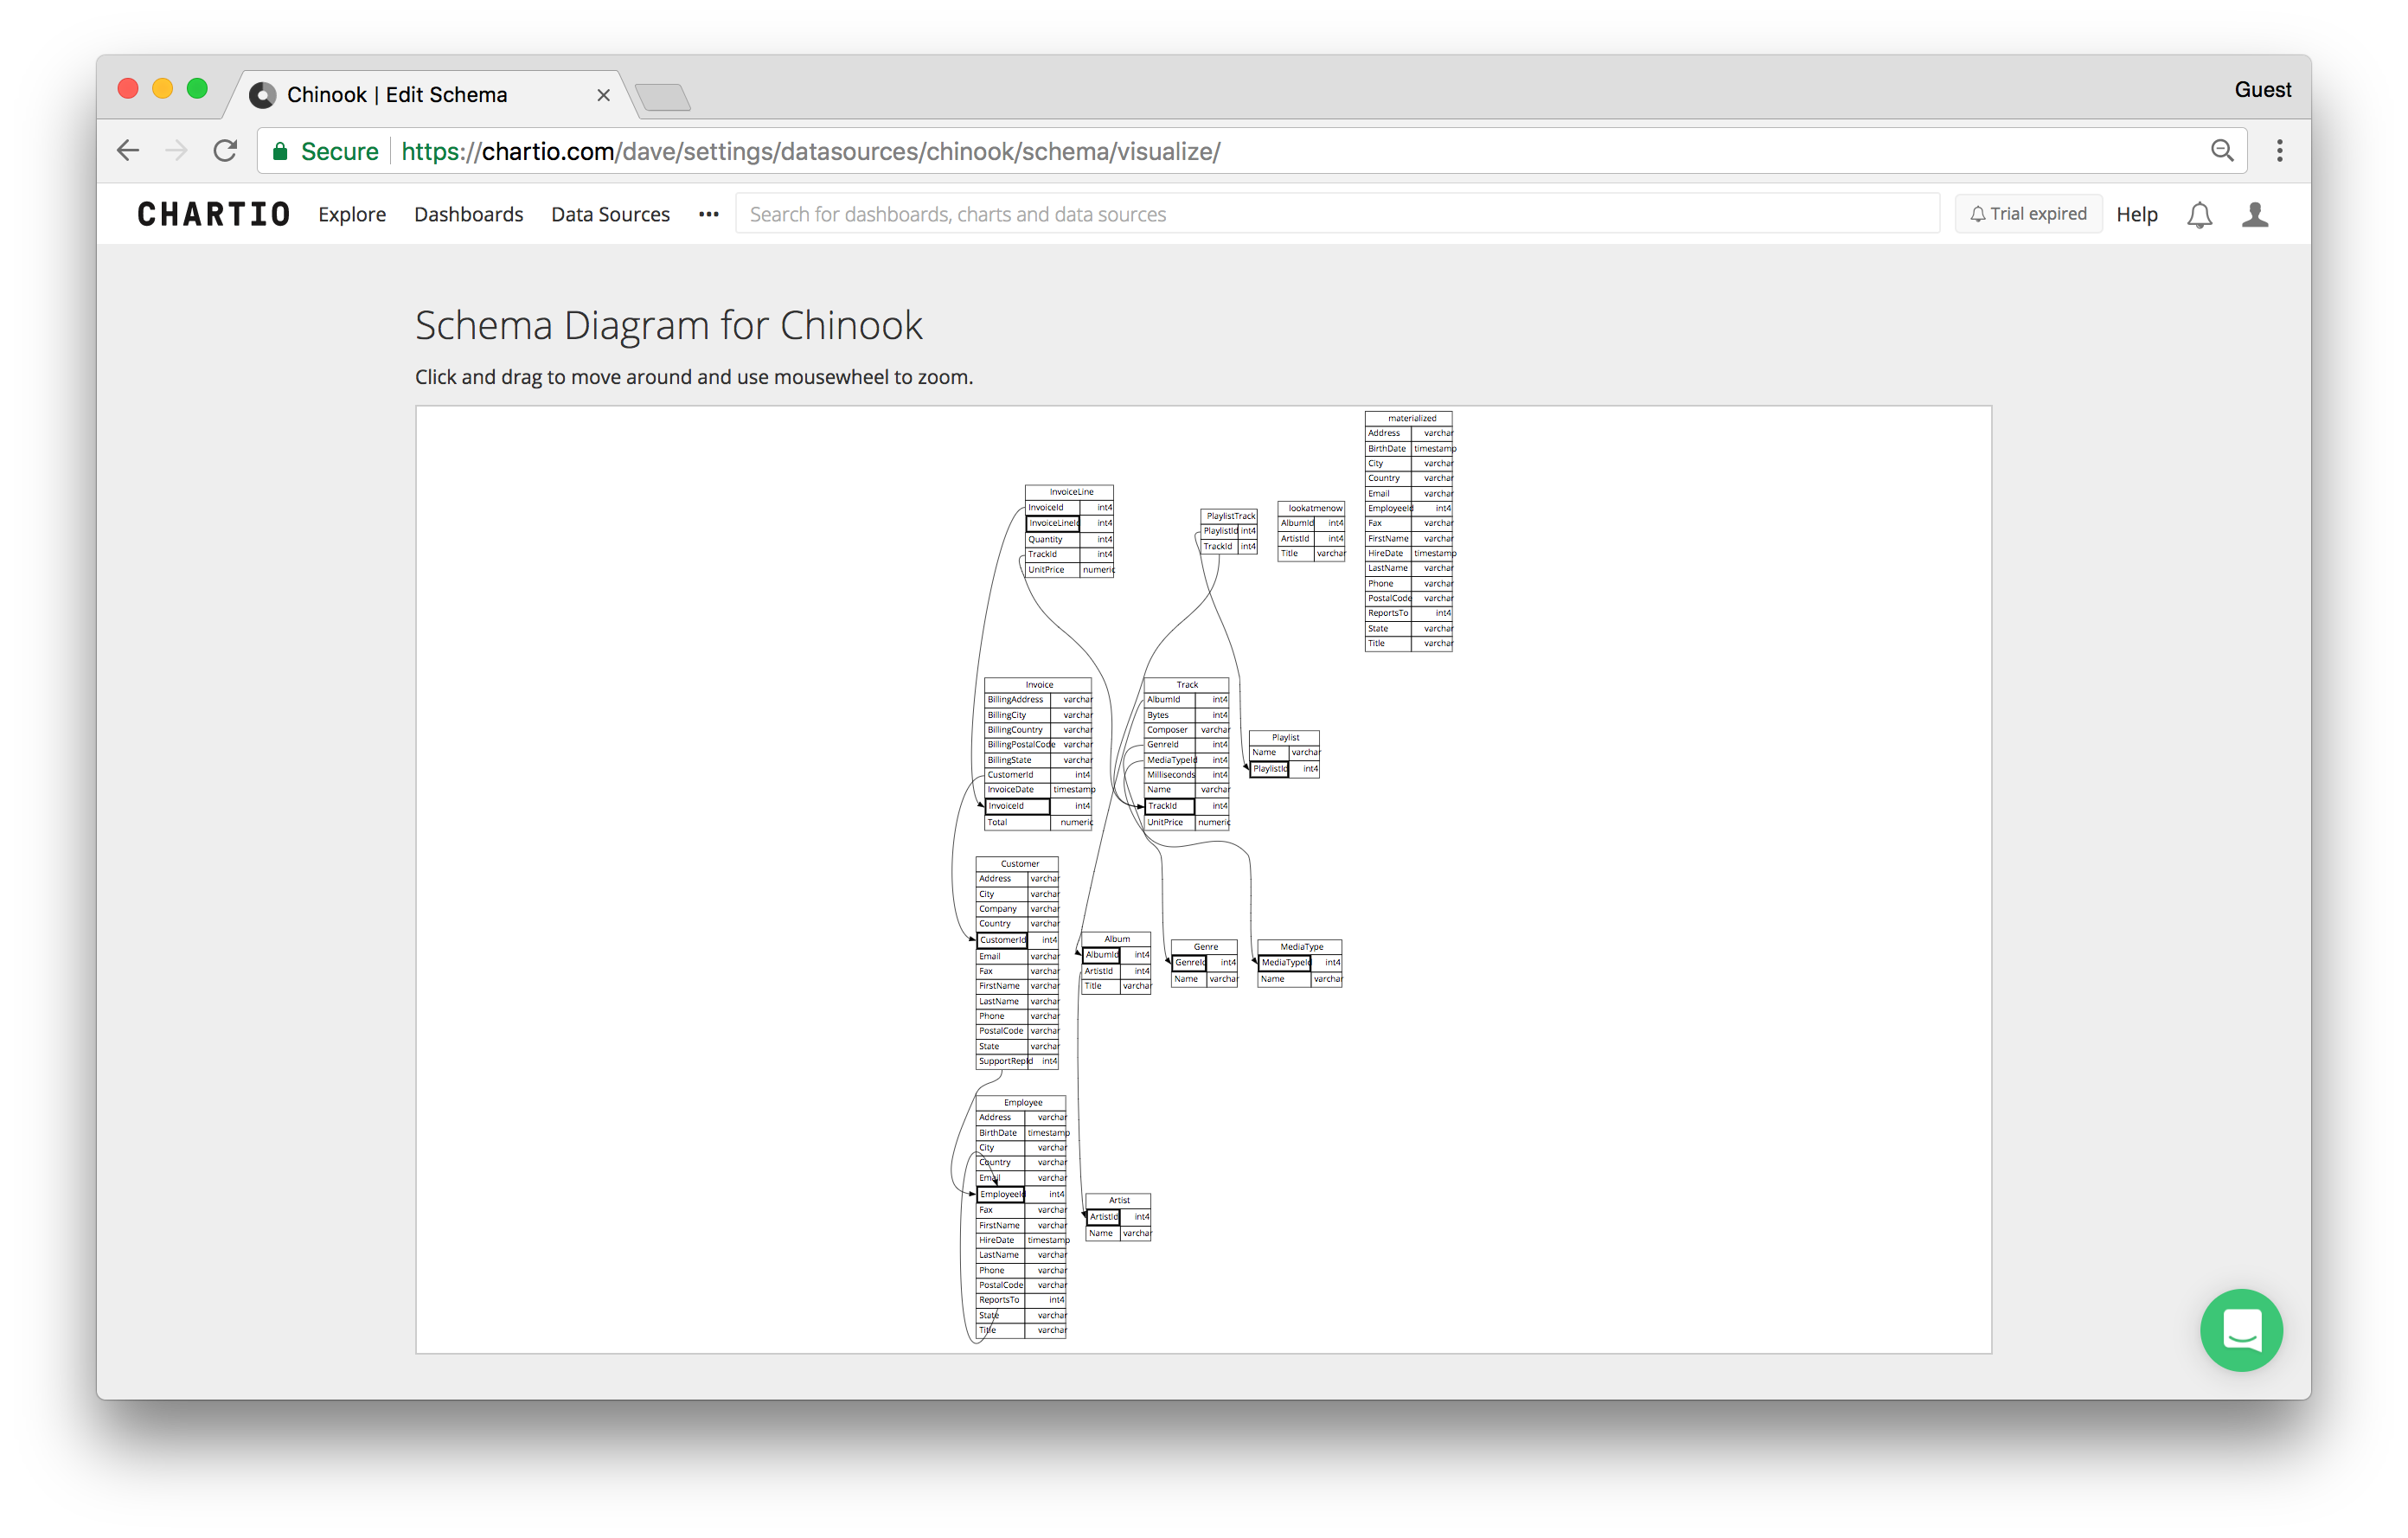 Chinook | Edit Schema
Guest
Secure https://chartio.com/dave/settings/datasources/chinook/schema/visualize/
CHARTIO Explore Dashboards Data Sources ••• Search for dashboards, charts and data sources Trial expired Help
Schema Diagram for Chinook
Click and drag to move around and use mousewheel to zoom.
materialized
Address varchar
BirthDate timestamp
City varchar
Country varchar
Email varchar
EmployeeId int4
Fax varchar
FirstName varchar
HireDate timestamp
LastName varchar
Phone varchar
PostalCode varchar
ReportsTo int4
State varchar
Title varchar
InvoiceLine
InvoiceId int4
InvoiceLineId int4
Quantity int4
TrackId int4
UnitPrice numeric
PlaylistTrack
PlaylistId int4
TrackId int4
lookatmenow
AlbumId int4
ArtistId int4
Title varchar
Invoice
BillingAddress varchar
BillingCity varchar
BillingCountry varchar
BillingPostalCode varchar
BillingState varchar
CustomerId int4
InvoiceDate timestamp
InvoiceId int4
Total numeric
Track
AlbumId int4
Bytes int4
Composer varchar
GenreId int4
MediaTypeId int4
Milliseconds int4
Name varchar
TrackId int4
UnitPrice numeric
Playlist
Name varchar
PlaylistId int4
Customer
Address varchar
City varchar
Company varchar
Country varchar
CustomerId int4
Email varchar
Fax varchar
FirstName varchar
LastName varchar
Phone varchar
PostalCode varchar
State varchar
SupportRepId int4
Album
AlbumId int4
ArtistId int4
Title varchar
Genre
GenreId int4
Name varchar
MediaType
MediaTypeId int4
Name varchar
Employee
Address varchar
BirthDate timestamp
City varchar
Country varchar
Email varchar
EmployeeId int4
Fax varchar
FirstName varchar
HireDate timestamp
LastName varchar
Phone varchar
PostalCode varchar
ReportsTo int4
State varchar
Title varchar
Artist
ArtistId int4
Name varchar